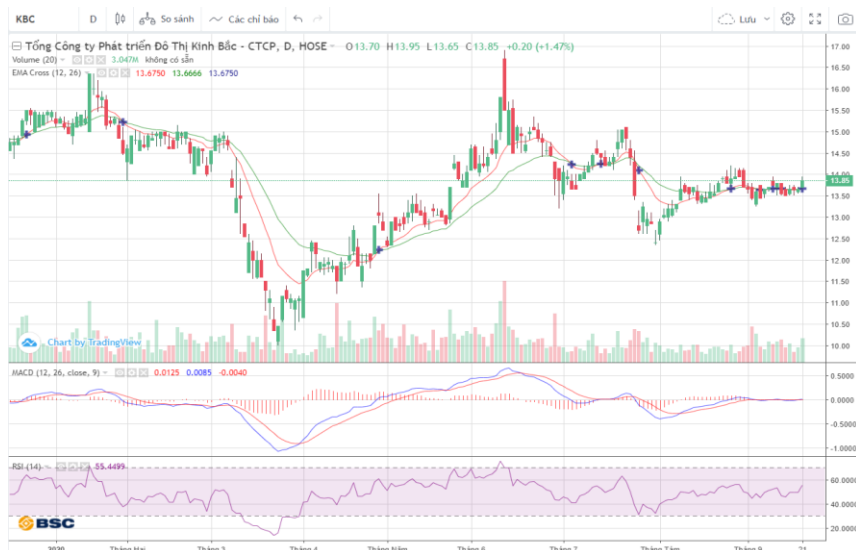 KBC D So sánh Các chỉ báo Lưu
Tổng Công ty Phát triển Đô Thị Kinh Bắc - CTCP, D, HOSE O13.70 H13.95 L13.65 C13.85 +0.20 (+1.47%)
Volume (20) 3.047M không có sẵn
EMA Cross (12, 26) 13.6750 13.6666 13.6750
17.00
16.50
16.00
15.50
15.00
14.50
14.00
13.85
13.50
13.00
12.50
12.00
11.50
11.00
10.50
10.00
Chart by TradingView
MACD (12, 26, close, 9) 0.0125 0.0085 -0.0040
0.5000
0.0000
-0.5000
-1.0000
RSI (14) 55.4499
60.0000
40.0000
20.0000
BSC
2020 Tháng Hai Tháng 3 Tháng 4 Tháng Năm Tháng 6 Tháng 7 Tháng Tám Tháng 9 24